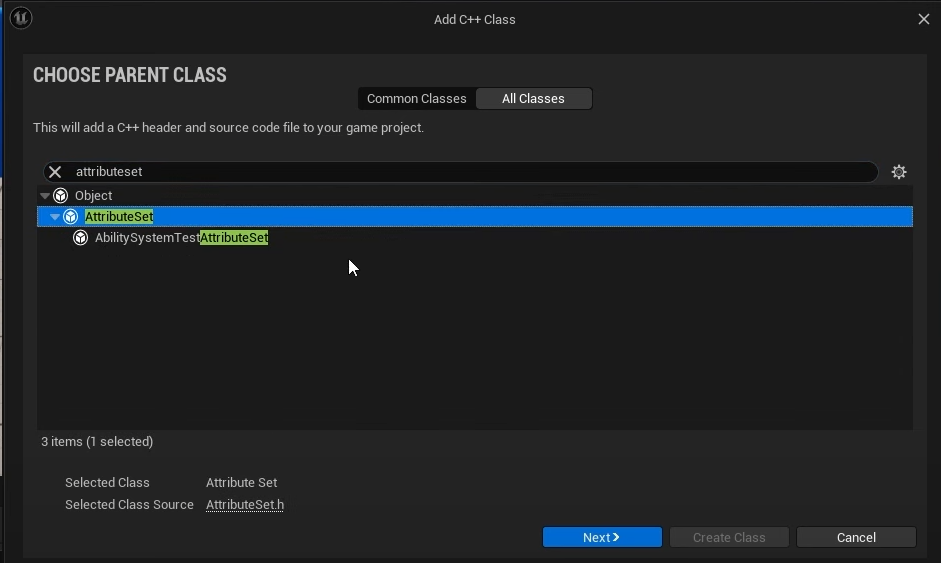 Add C++ Class
CHOOSE PARENT CLASS
Common Classes All Classes
This will add a C++ header and source code file to your game project.
attributeset
Object
AttributeSet
AbilitySystemTestAttributeSet
3 items (1 selected)
Selected Class Attribute Set
Selected Class Source AttributeSet.h
Next Create Class Cancel